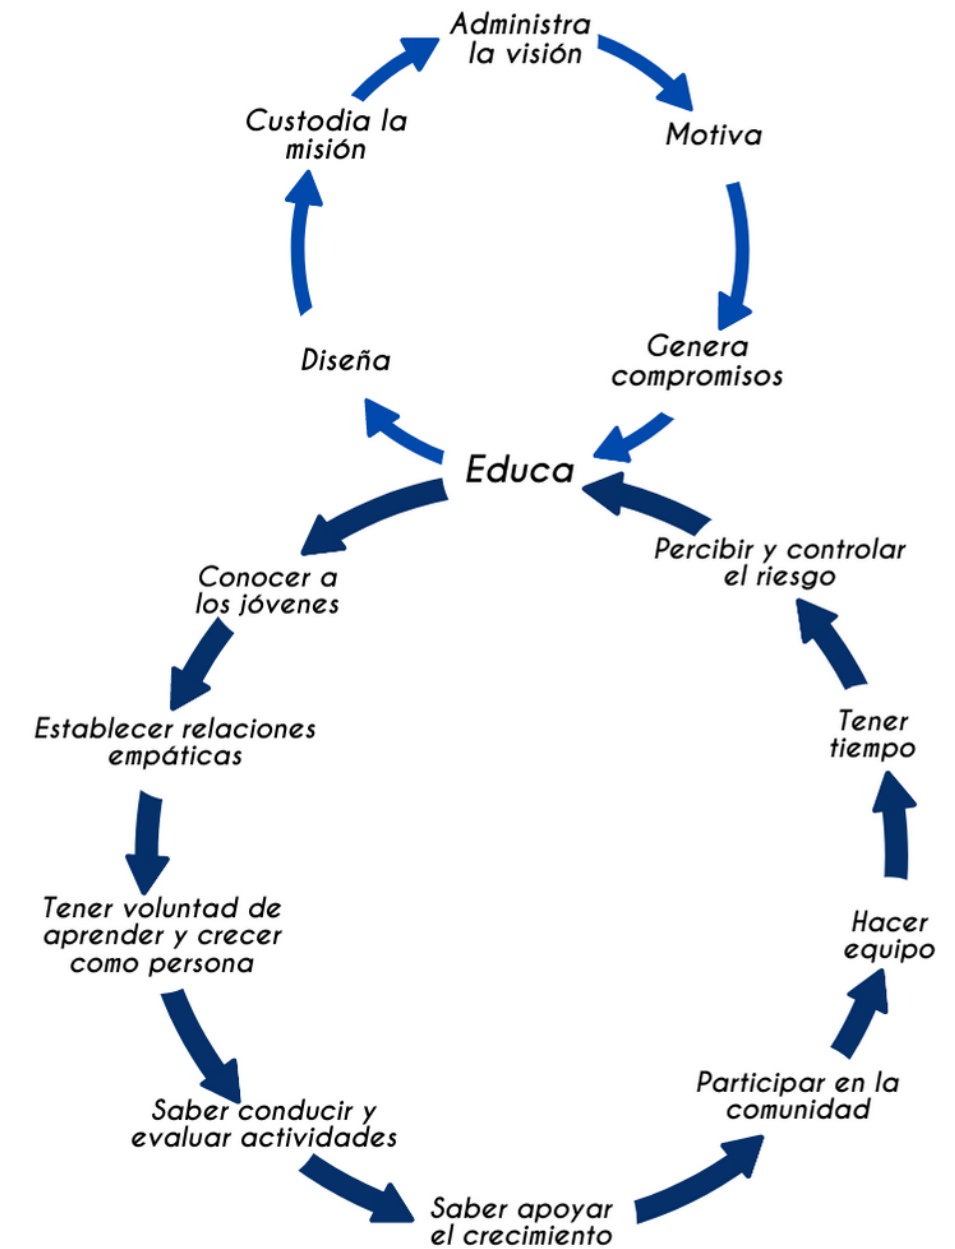 Administra
la visión
Custodia la
misión
Motiva
Diseña
Genera
compromisos
Educa
Conocer a
los jóvenes
Percibir y controlar
el riesgo
Establecer relaciones
empáticas
Tener
tiempo
Tener voluntad de
aprender y crecer
como persona
Hacer
equipo
Saber conducir y
evaluar actividades
Participar en la
comunidad
Saber apoyar
el crecimiento